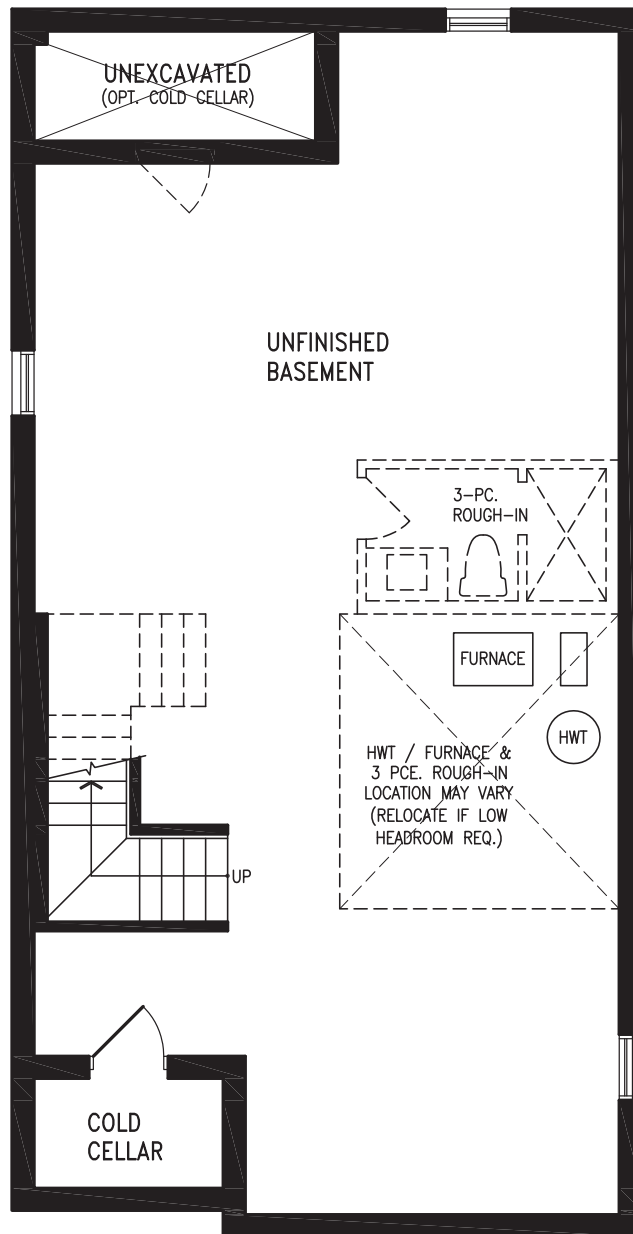 UNEXCAVATED
(OPT. COLD CELLAR)
UNFINISHED
BASEMENT
3-PC.
ROUGH-IN
FURNACE
HWT
HWT / FURNACE &
3 PCE. ROUGH-IN
LOCATION MAY VARY
(RELOCATE IF LOW
HEADROOM REQ.)
UP
COLD
CELLAR